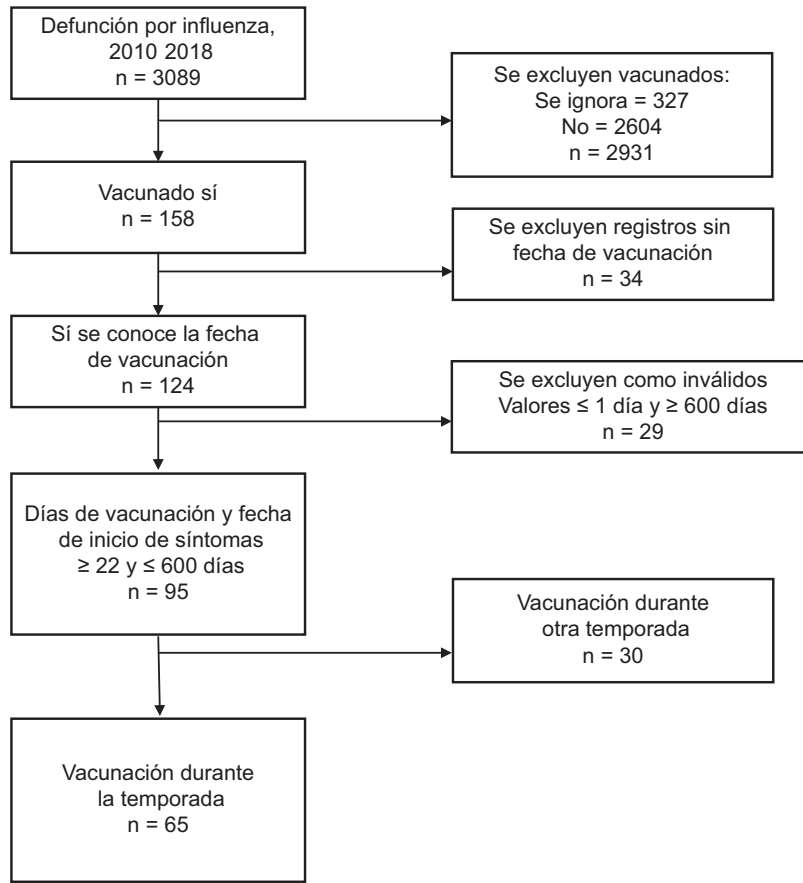 Defunción por influenza,
2010 2018
n = 3089
Se excluyen vacunados:
Se ignora = 327
No = 2604
n = 2931
Vacunado sí
n = 158
Se excluyen registros sin
fecha de vacunación
n = 34
Sí se conoce la fecha
de vacunación
n = 124
Se excluyen como inválidos
Valores ≤ 1 día y ≥ 600 días
n = 29
Días de vacunación y fecha
de inicio de síntomas
≥ 22 y ≤ 600 días
n = 95
Vacunación durante
otra temporada
n = 30
Vacunación durante
la temporada
n = 65